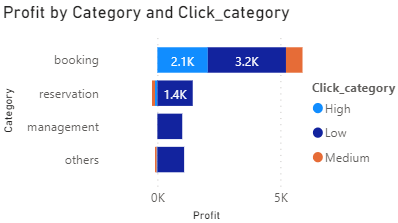 Profit by Category and Click_category
booking
2.1K
3.2K
reservation
1.4K
management
others
Category
0K
5K
Profit
Click_category
High
Low
Medium